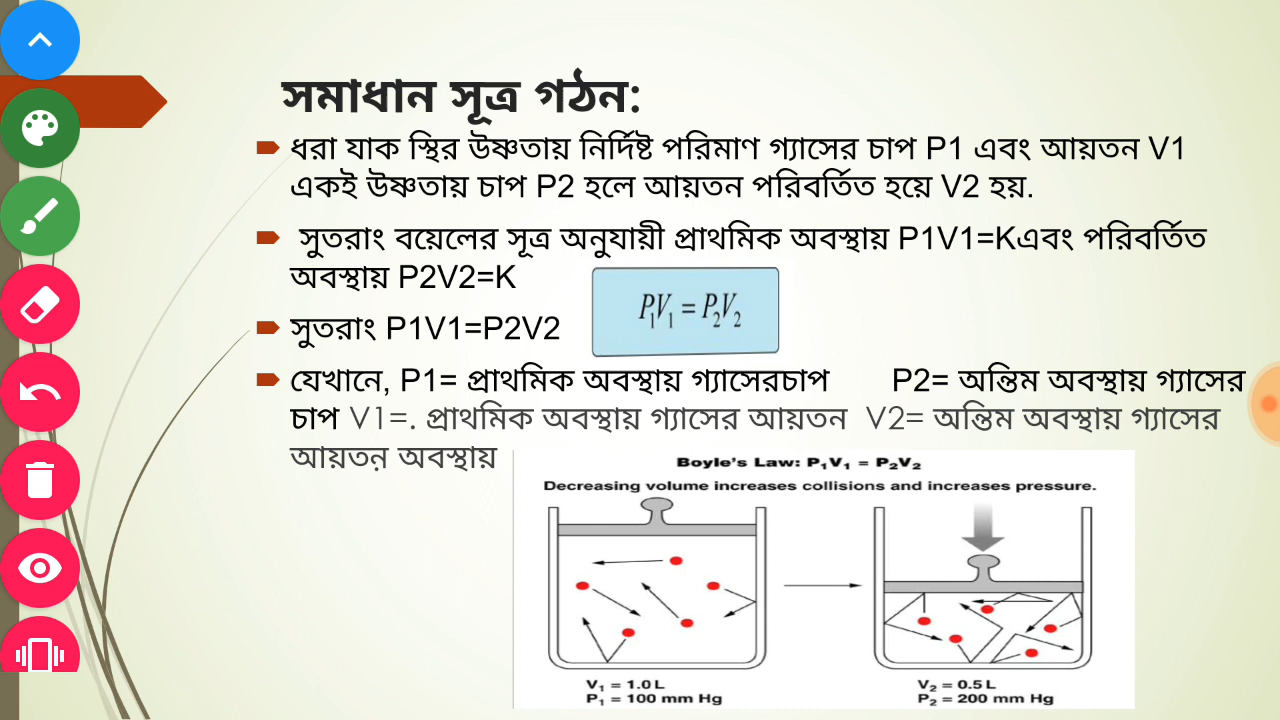 সমাধান সূত্র গঠন:
ধরা যাক স্থির উষ্ণতায় নির্দিষ্ট পরিমাণ গ্যাসের চাপ P1 এবং আয়তন V1
একই উষ্ণতায় চাপ P2 হলে আয়তন পরিবর্তিত হয়ে V2 হয়.
সুতরাং বয়েলের সূত্র অনুযায়ী প্রাথমিক অবস্থায় P1V1=Kএবং পরিবর্তিত
অবস্থায় P2V2=K
P₁V₁ = P₂V₂
সুতরাং P1V1=P2V2
যেখানে, P1= প্রাথমিক অবস্থায় গ্যাসেরচাপ P2= অন্তিম অবস্থায় গ্যাসের
চাপ V1=. প্রাথমিক অবস্থায় গ্যাসের আয়তন V2= অন্তিম অবস্থায় গ্যাসের
আয়তন় অবস্থায়
Boyle's Law: P₁V₁ = P₂V₂
Decreasing volume increases collisions and increases pressure.
V₁ = 1.0 L
P₁ = 100 mm Hg
V₂ = 0.5 L
P₂ = 200 mm Hg